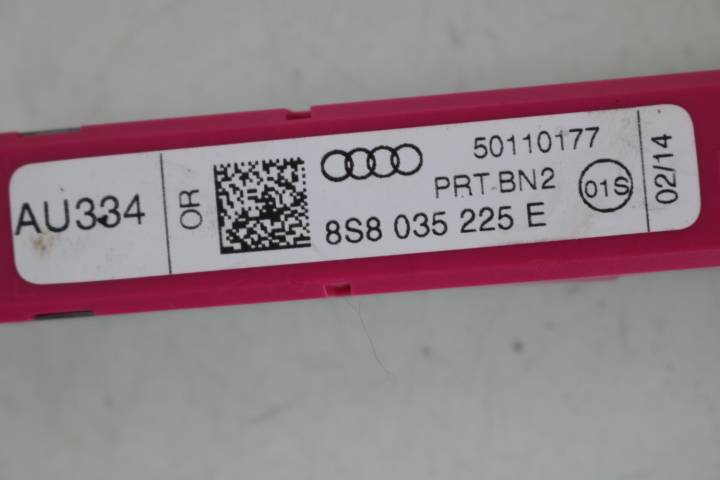 AU334
OR
50110177
PRT-BN2
01S
8S8 035 225 E
02/14